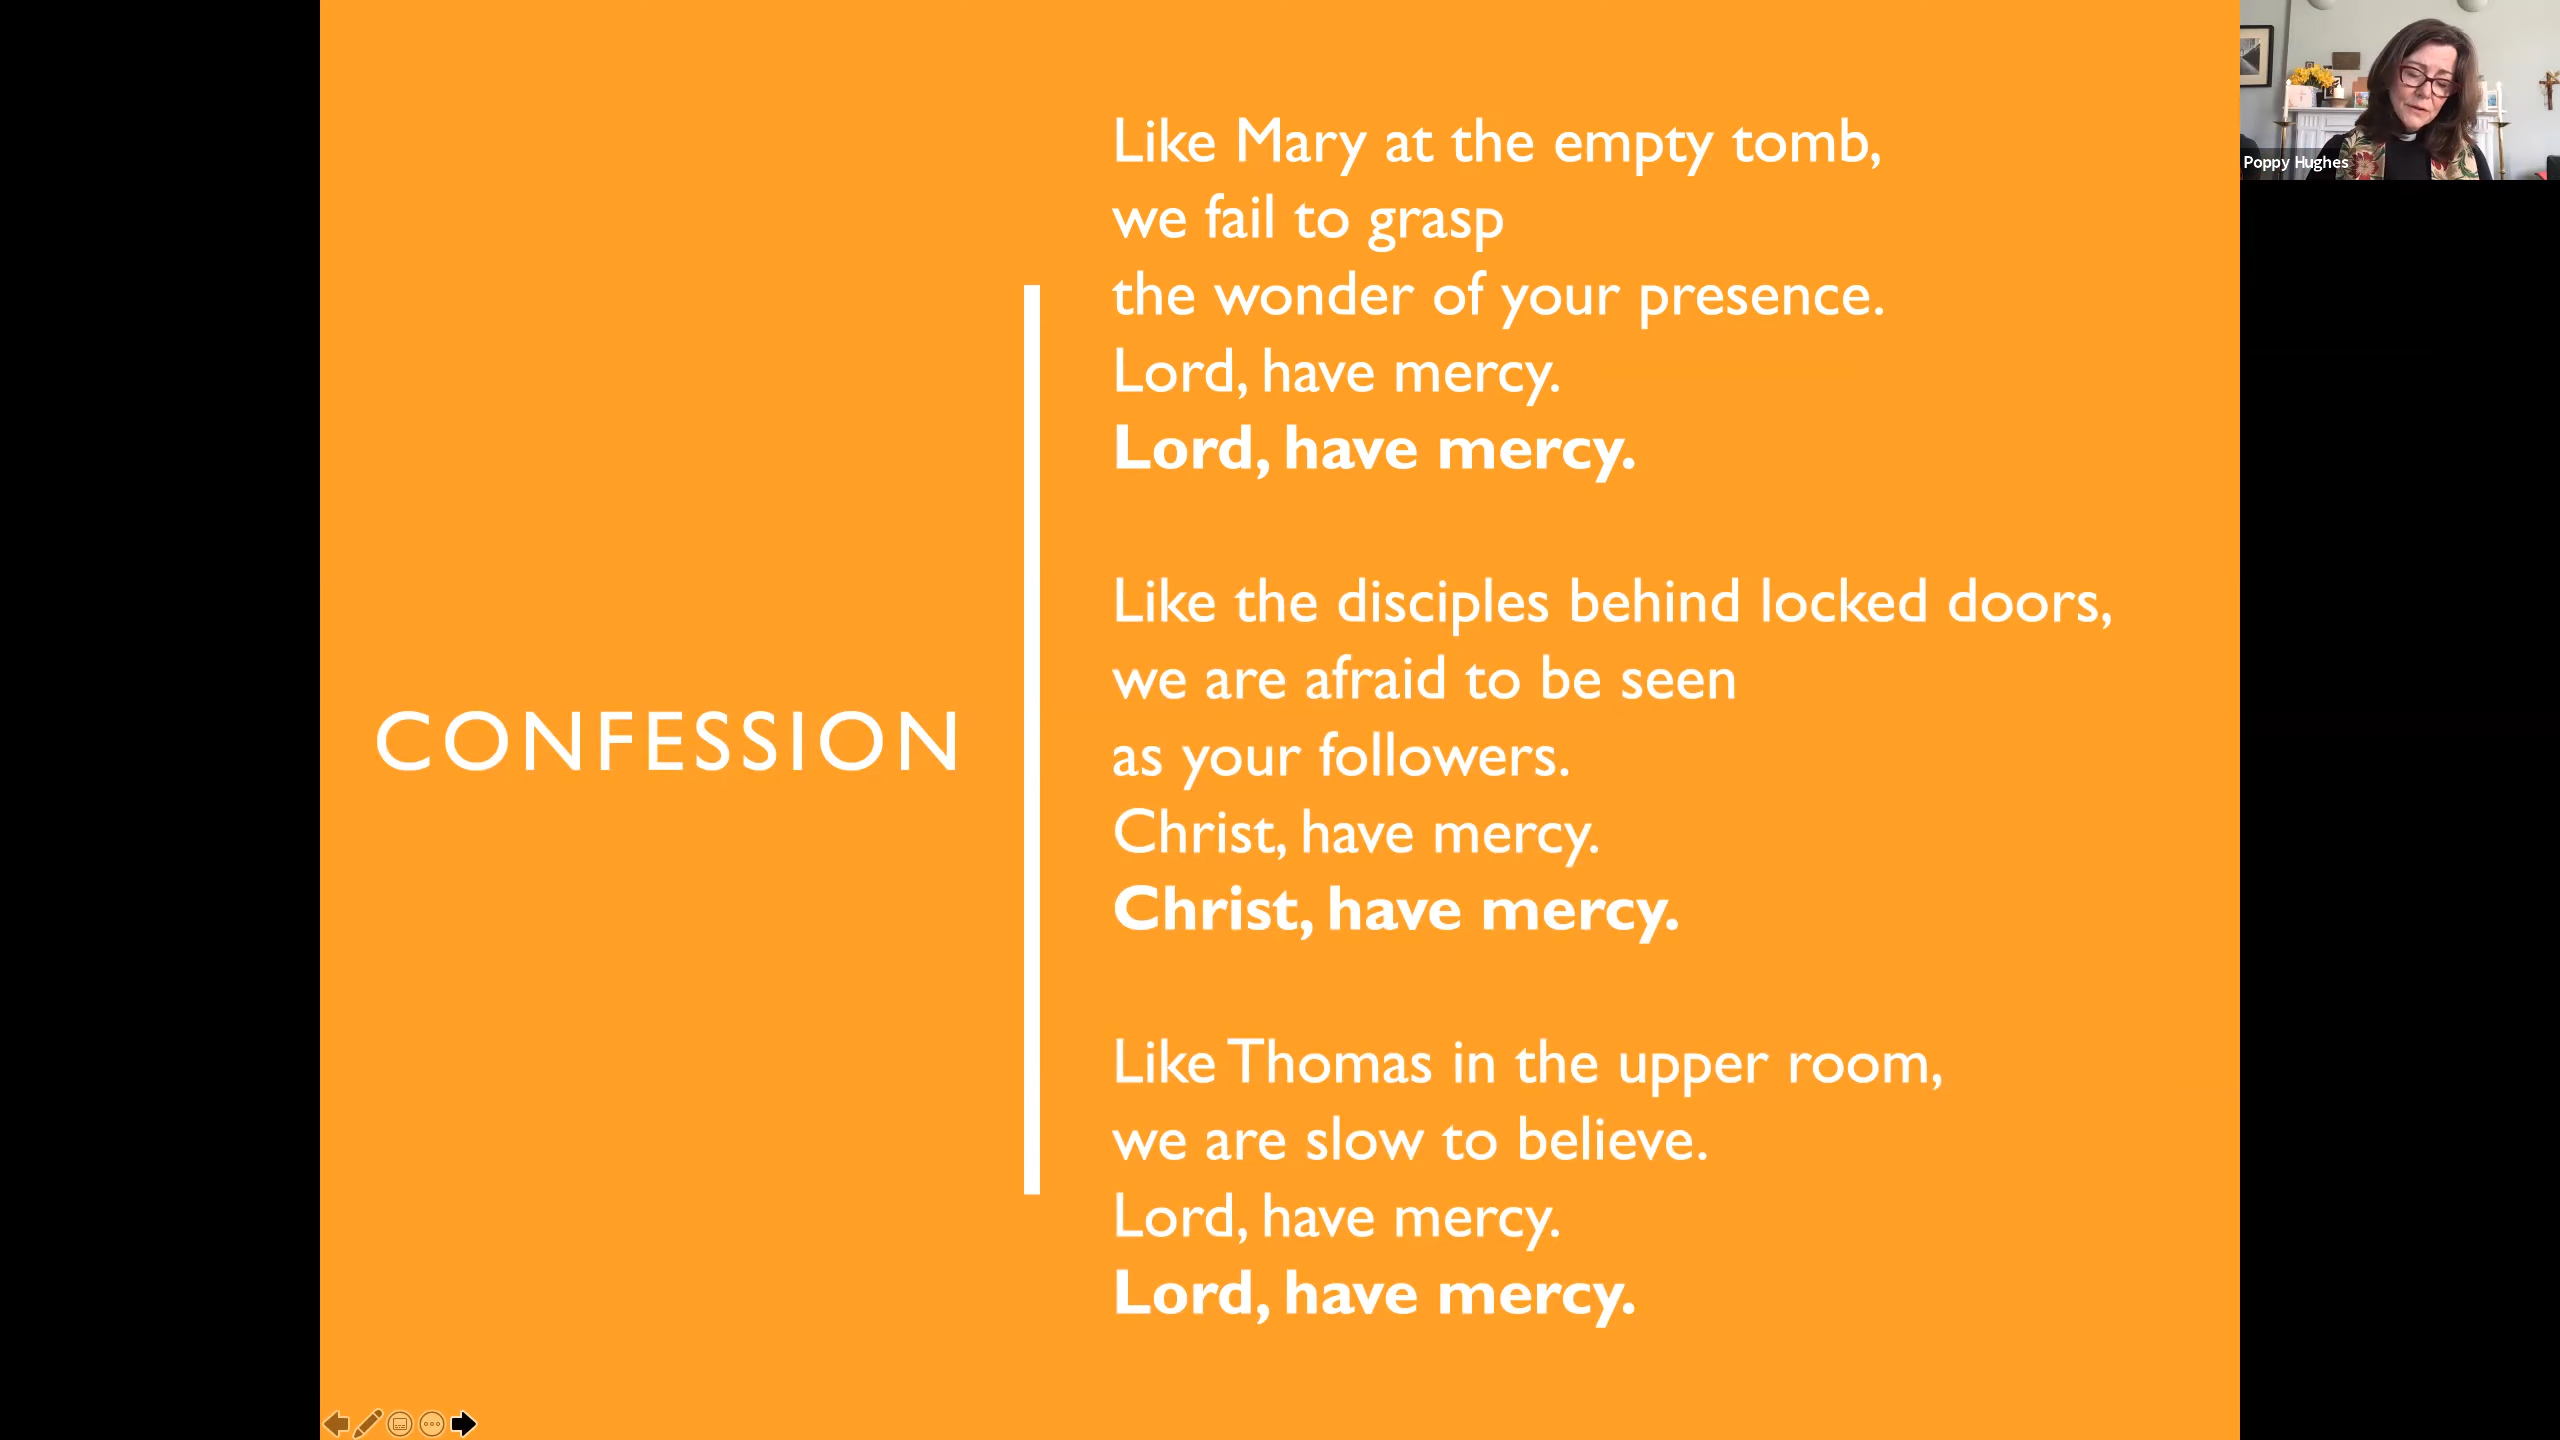 CONFESSION
Like Mary at the empty tomb,
we fail to grasp
the wonder of your presence.
Lord, have mercy.
Lord, have mercy.
Like the disciples behind locked doors,
we are afraid to be seen
as your followers.
Christ, have mercy.
Christ, have mercy.
Like Thomas in the upper room,
we are slow to believe.
Lord, have mercy.
Lord, have mercy.
Poppy Hughes